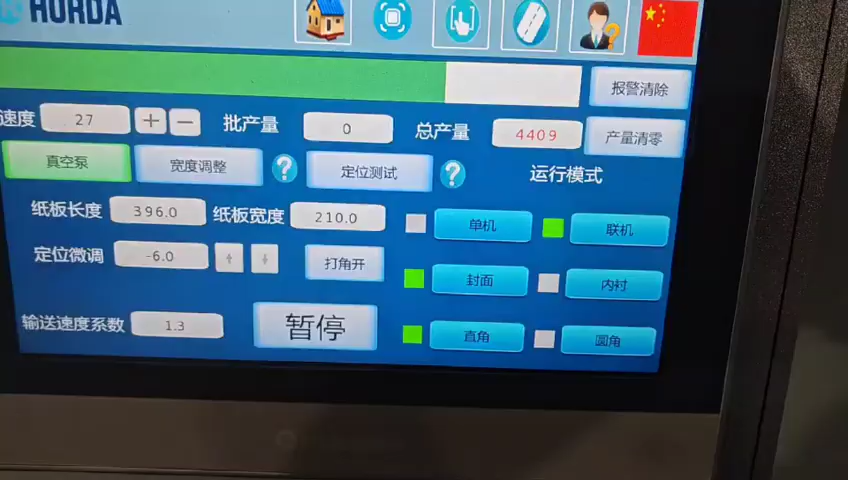 HORDA
报警清除
速度 27 + − 批产量 0 总产量 4409 产量清零
真空泵 宽度调整 ? 定位测试 ? 运行模式
纸板长度 396.0 纸板宽度 210.0 单机 联机
定位微调 -6.0 打角开 封面 内衬
输送速度系数 1.3 暂停 直角 圆角